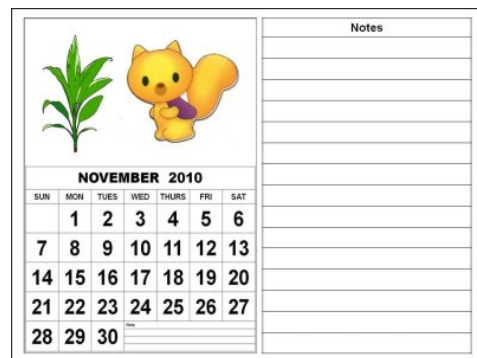 Notes
NOVEMBER 2010
SUN MON TUES WED THURS FRI SAT
1 2 3 4 5 6
7 8 9 10 11 12 13
14 15 16 17 18 19 20
21 22 23 24 25 26 27
28 29 30